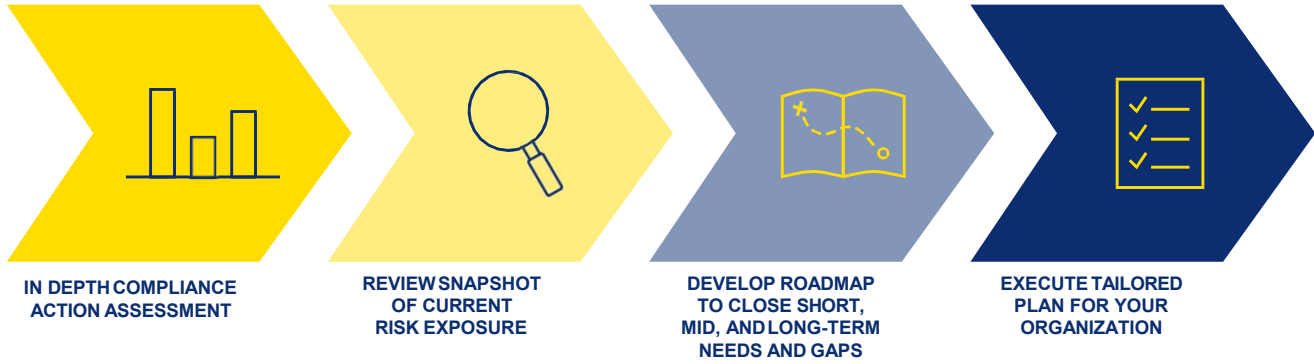 IN DEPTH COMPLIANCE
ACTION ASSESSMENT
REVIEW SNAPSHOT
OF CURRENT
RISK EXPOSURE
DEVELOP ROADMAP
TO CLOSE SHORT,
MID, AND LONG-TERM
NEEDS AND GAPS
EXECUTE TAILORED
PLAN FOR YOUR
ORGANIZATION